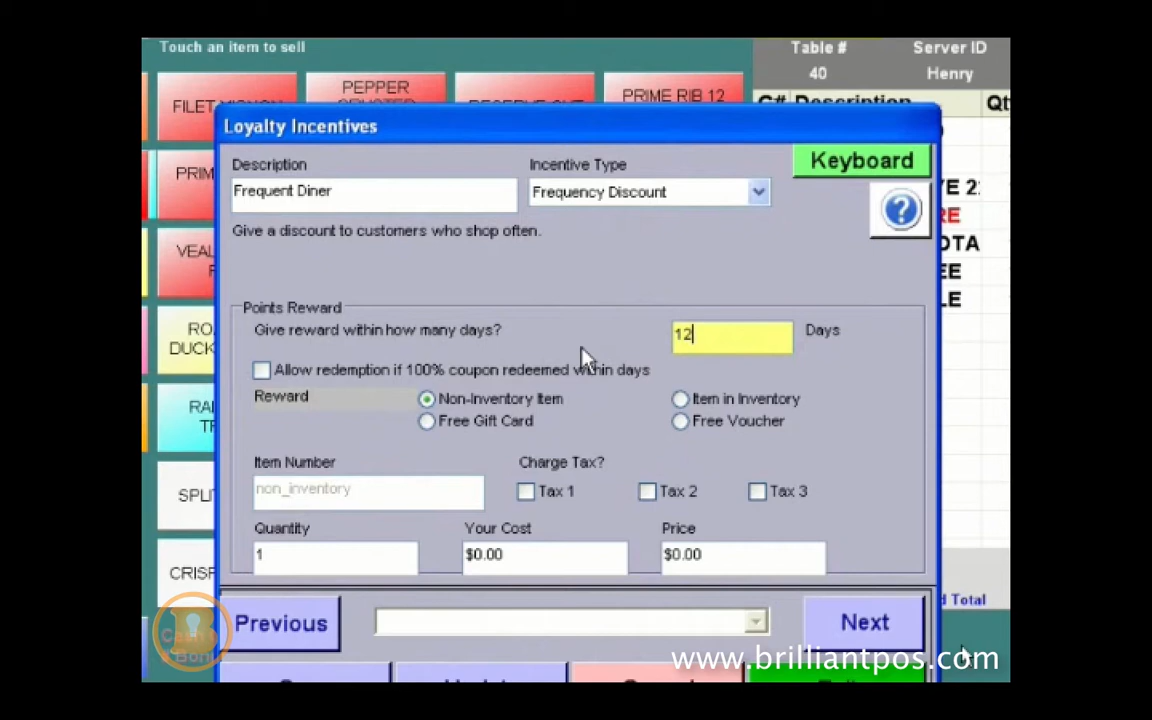 Touch an item to sell
Table #
Server ID
40
Henry
FILET MIGNON
PEPPER
PRIME RIB 12
C# Description
Loyalty Incentives
Description
Incentive Type
Keyboard
Frequent Diner
Frequency Discount
?
Give a discount to customers who shop often.
Points Reward
Give reward within how many days?
12
Days
Allow redemption if 100% coupon redeemed within days
Reward
Non-Inventory Item
Item in Inventory
Free Gift Card
Free Voucher
Item Number
Charge Tax?
non_inventory
Tax 1
Tax 2
Tax 3
Quantity
Your Cost
Price
1
$0.00
$0.00
Previous
Next
Total
www.brilliantpos.com